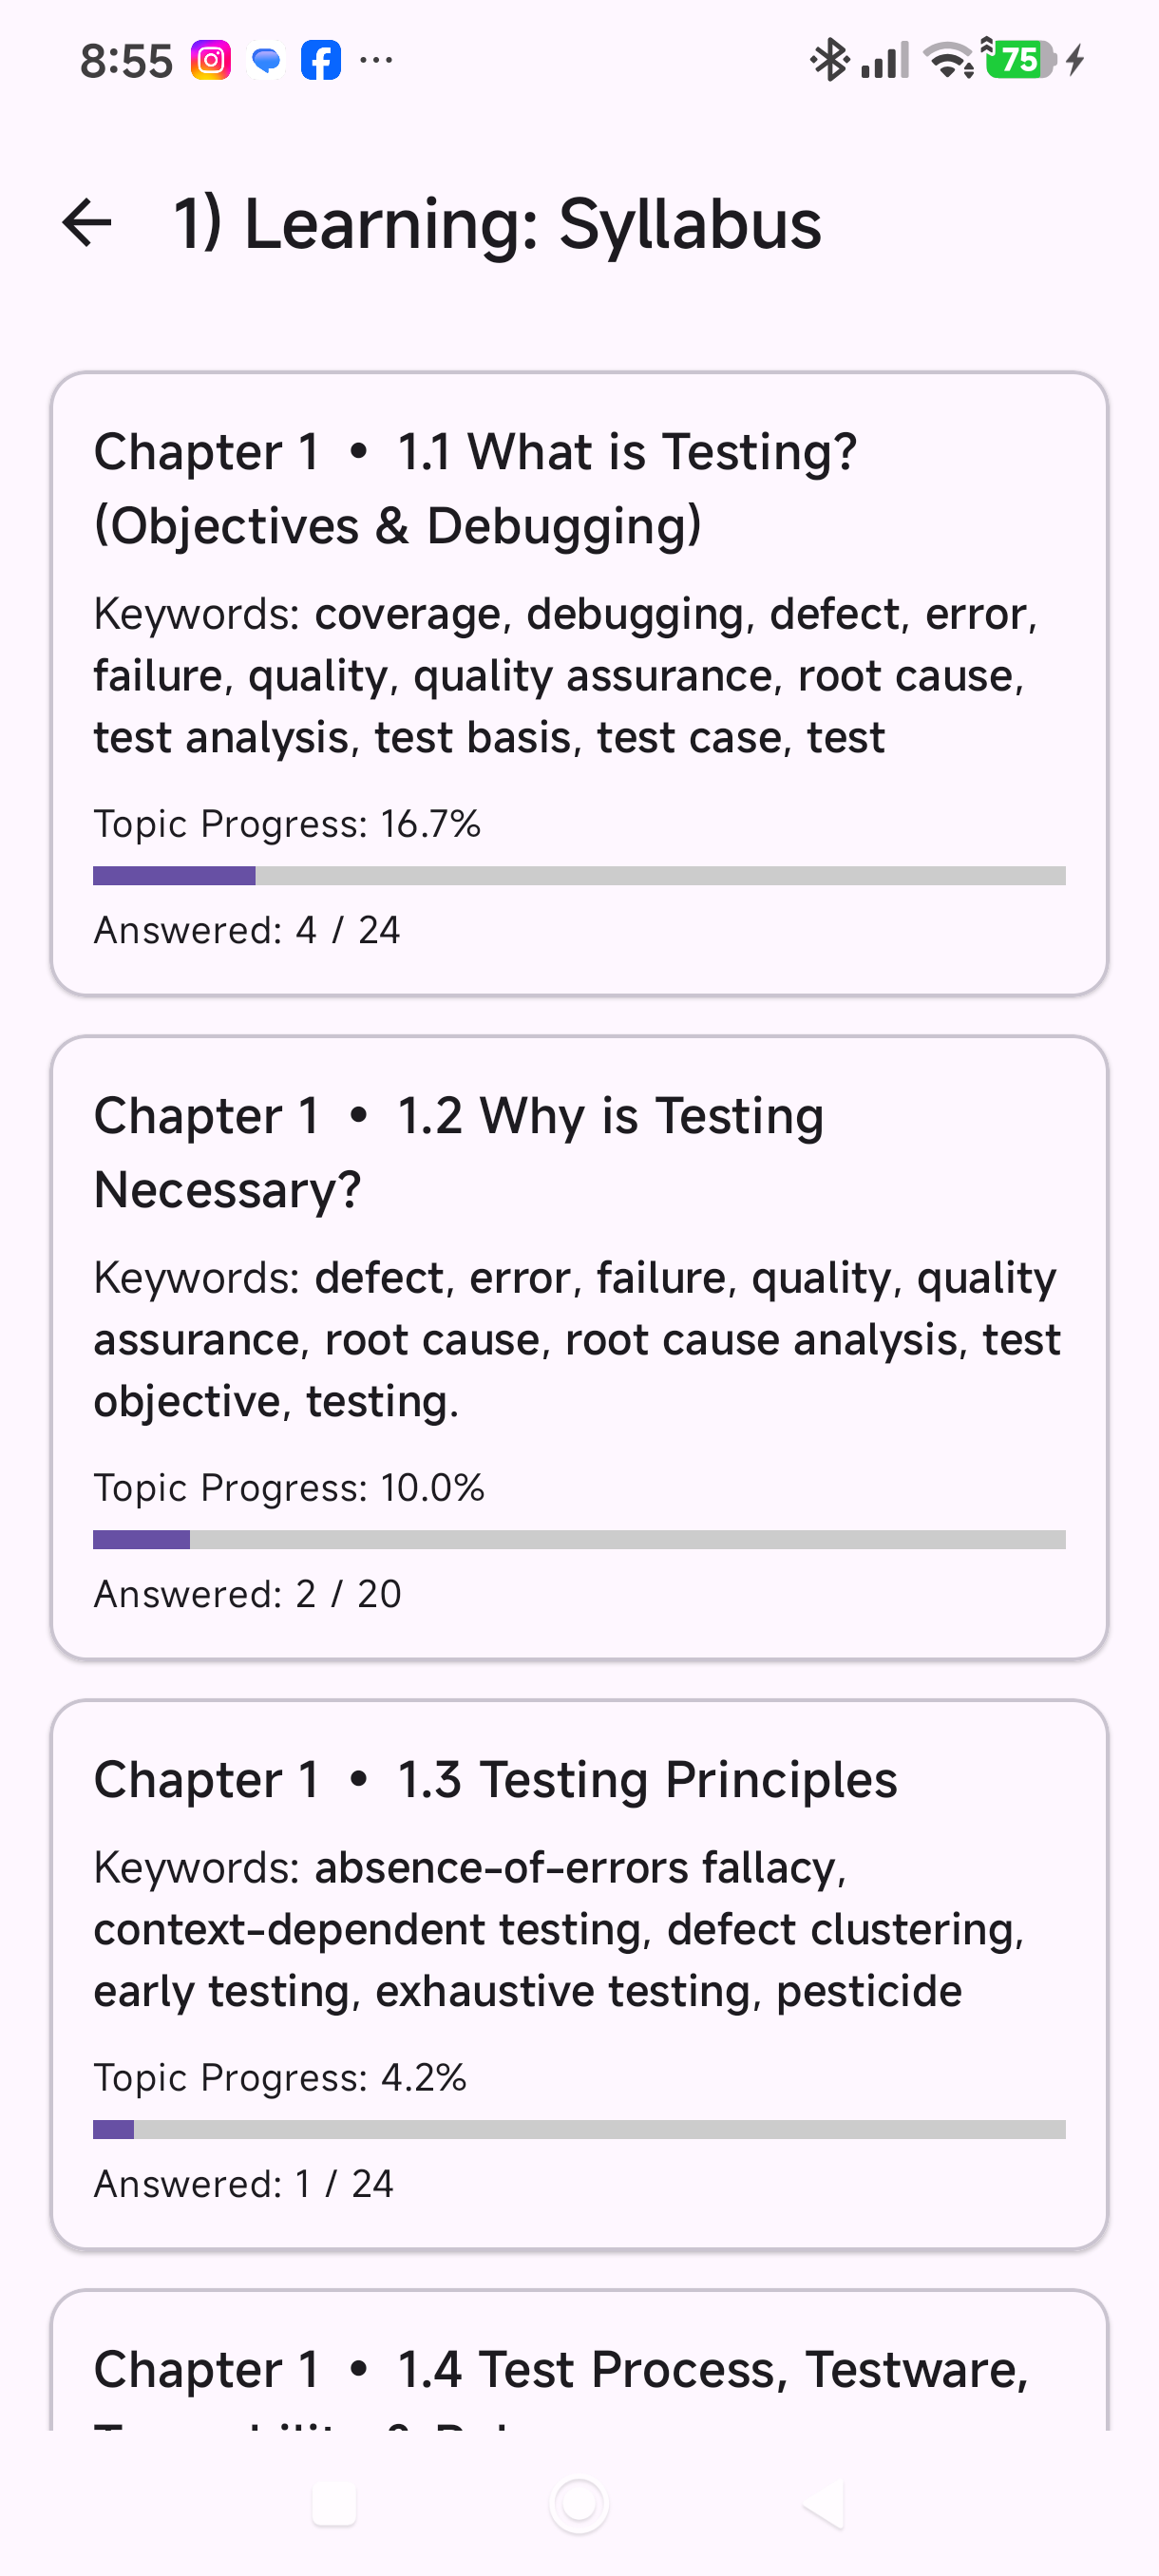 8:55
75
1) Learning: Syllabus
Chapter 1 • 1.1 What is Testing?
(Objectives & Debugging)
Keywords: coverage, debugging, defect, error,
failure, quality, quality assurance, root cause,
test analysis, test basis, test case, test
Topic Progress: 16.7%
Answered: 4 / 24
Chapter 1 • 1.2 Why is Testing
Necessary?
Keywords: defect, error, failure, quality, quality
assurance, root cause, root cause analysis, test
objective, testing.
Topic Progress: 10.0%
Answered: 2 / 20
Chapter 1 • 1.3 Testing Principles
Keywords: absence-of-errors fallacy,
context-dependent testing, defect clustering,
early testing, exhaustive testing, pesticide
Topic Progress: 4.2%
Answered: 1 / 24
Chapter 1 • 1.4 Test Process, Testware,